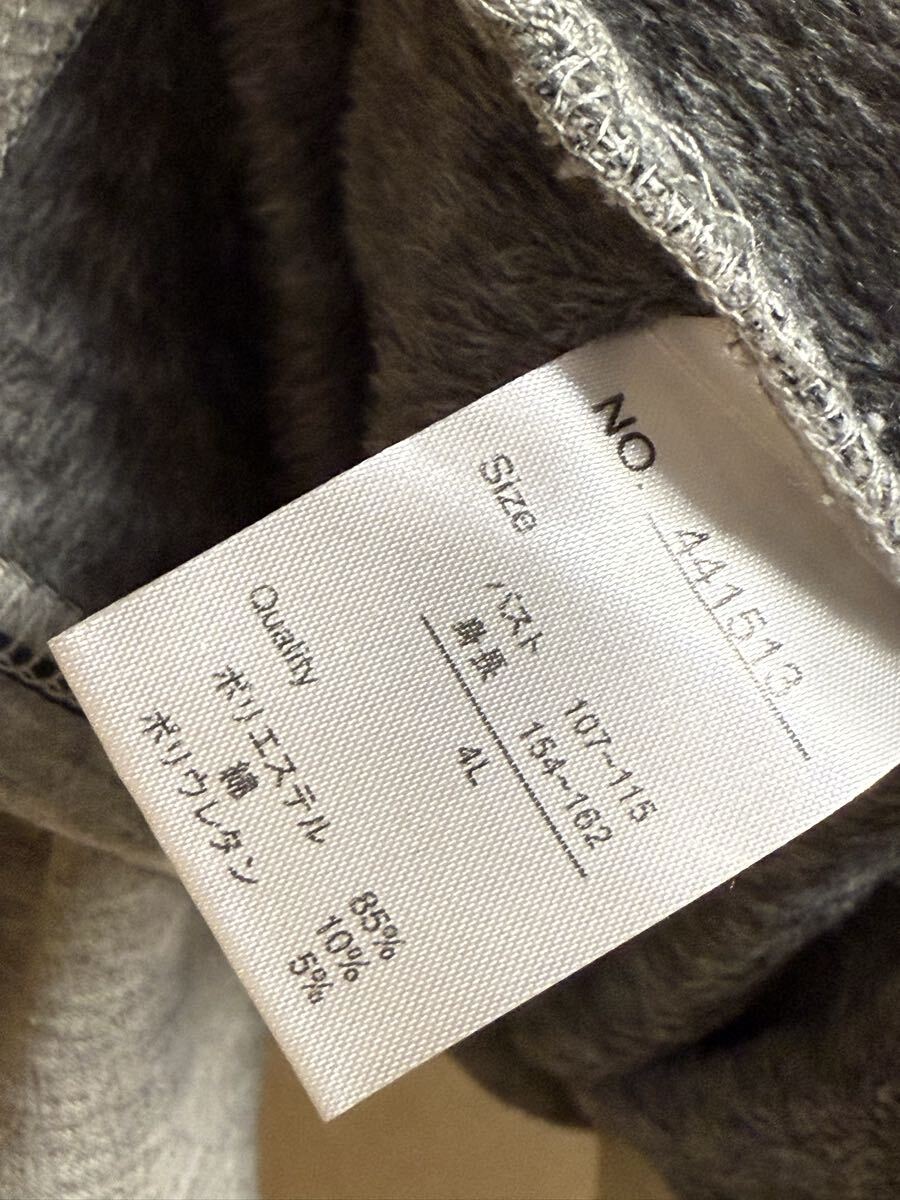 NO. A41513
Size
バスト 107~115
身長 154~162
4L
Quality
ポリエステル 85%
綿 10%
ポリウレタン 5%